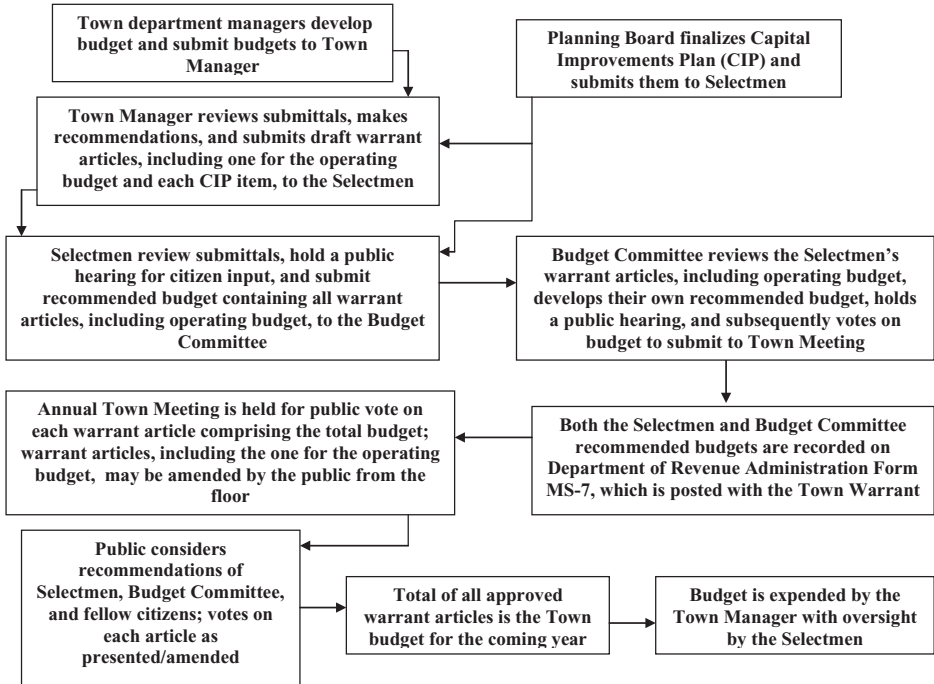 Town department managers develop
budget and submit budgets to Town
Manager
Planning Board finalizes Capital
Improvements Plan (CIP) and
submits them to Selectmen
Town Manager reviews submittals, makes
recommendations, and submits draft warrant
articles, including one for the operating
budget and each CIP item, to the Selectmen
Selectmen review submittals, hold a public
hearing for citizen input, and submit
recommended budget containing all warrant
articles, including operating budget, to the Budget
Committee
Budget Committee reviews the Selectmen's
warrant articles, including operating budget,
develops their own recommended budget, holds
a public hearing, and subsequently votes on
budget to submit to Town Meeting
Both the Selectmen and Budget Committee
recommended budgets are recorded on
Department of Revenue Administration Form
MS-7, which is posted with the Town Warrant
Annual Town Meeting is held for public vote on
each warrant article comprising the total budget;
warrant articles, including the one for the operating
budget, may be amended by the public from the
floor
Public considers
recommendations of
Selectmen, Budget Committee,
and fellow citizens; votes on
each article as
presented/amended
Total of all approved
warrant articles is the Town
budget for the coming year
Budget is expended by the
Town Manager with oversight
by the Selectmen